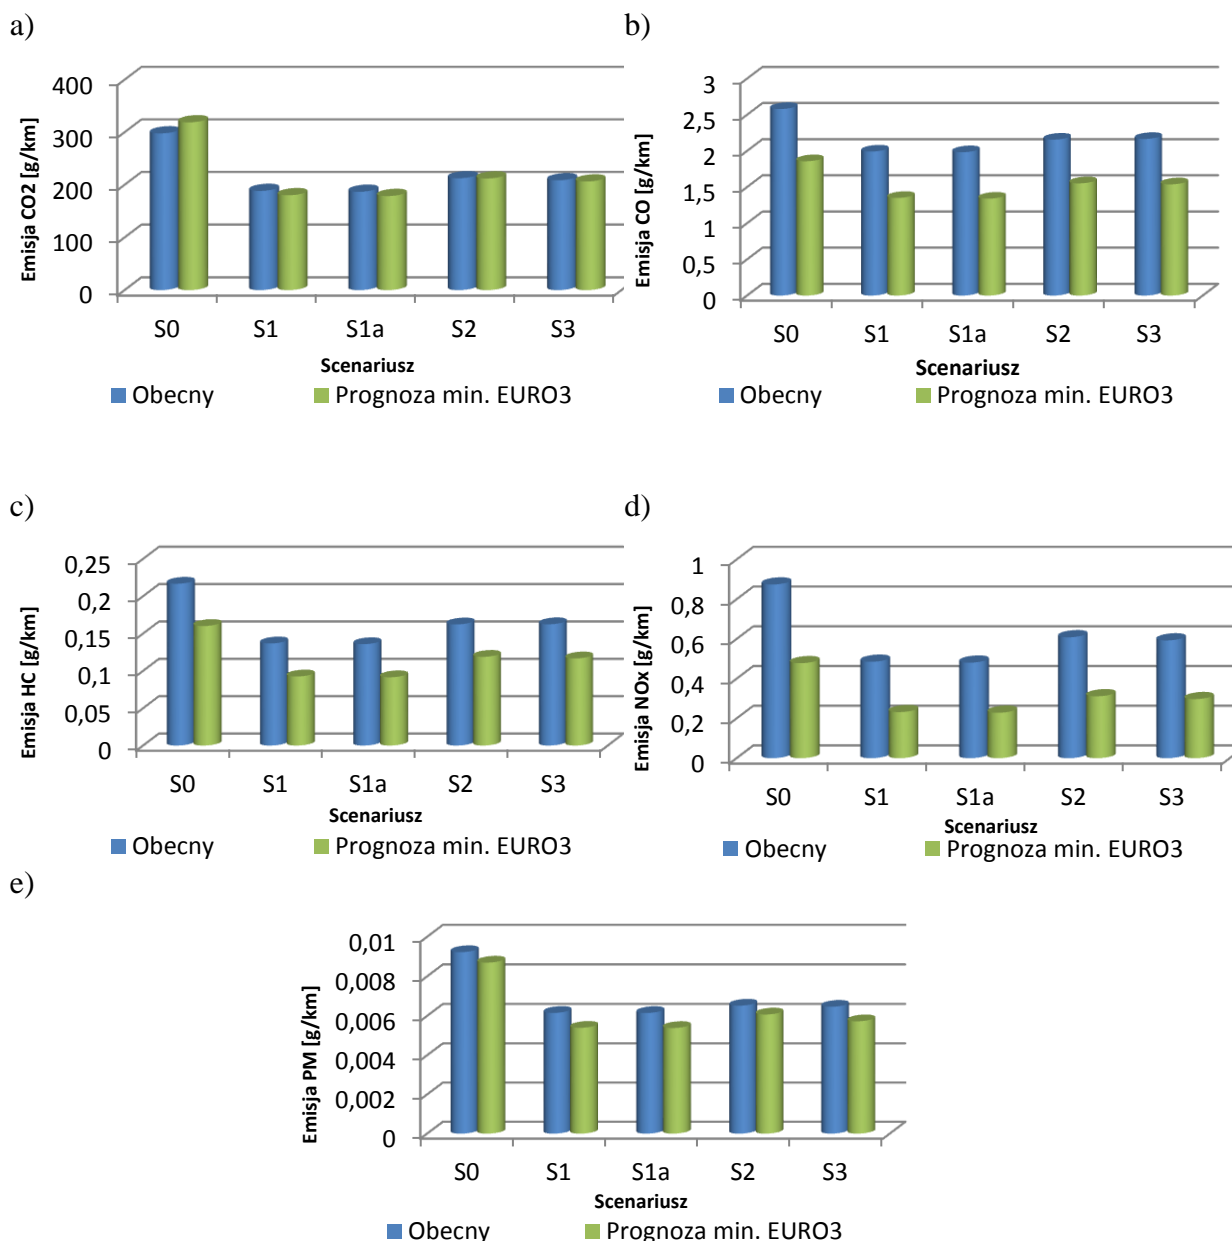 a)
400
300
200
100
0
Emisja CO2 [g/km]
S0 S1 S1a S2 S3
Scenariusz
Obecny Prognoza min. EURO3
b)
3
2,5
2
1,5
1
0,5
0
Emisja CO [g/km]
S0 S1 S1a S2 S3
Scenariusz
Obecny Prognoza min. EURO3
c)
0,25
0,2
0,15
0,1
0,05
0
Emisja HC [g/km]
S0 S1 S1a S2 S3
Scenariusz
Obecny Prognoza min. EURO3
d)
1
0,8
0,6
0,4
0,2
0
Emisja NOx [g/km]
S0 S1 S1a S2 S3
Scenariusz
Obecny Prognoza min. EURO3
e)
0,01
0,008
0,006
0,004
0,002
0
Emisja PM [g/km]
S0 S1 S1a S2 S3
Scenariusz
Obecny Prognoza min. EURO3